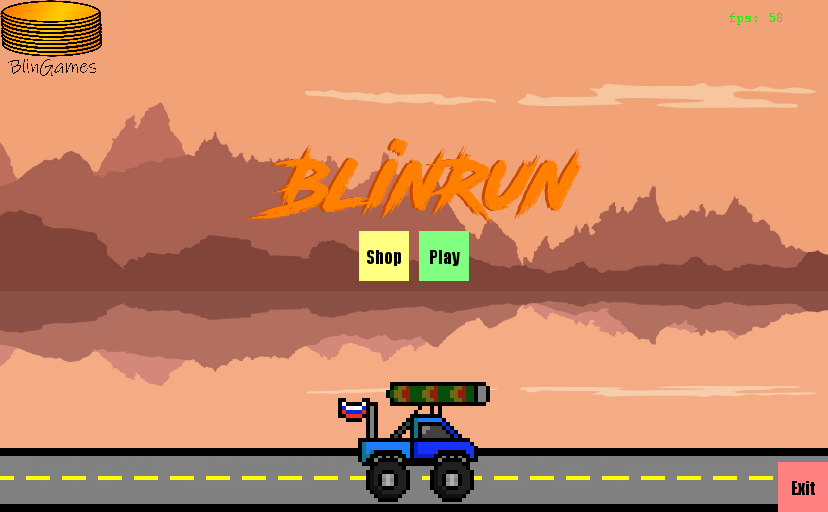 fps: 58
BlinGames
BLiNRUN
Shop
Play
Exit